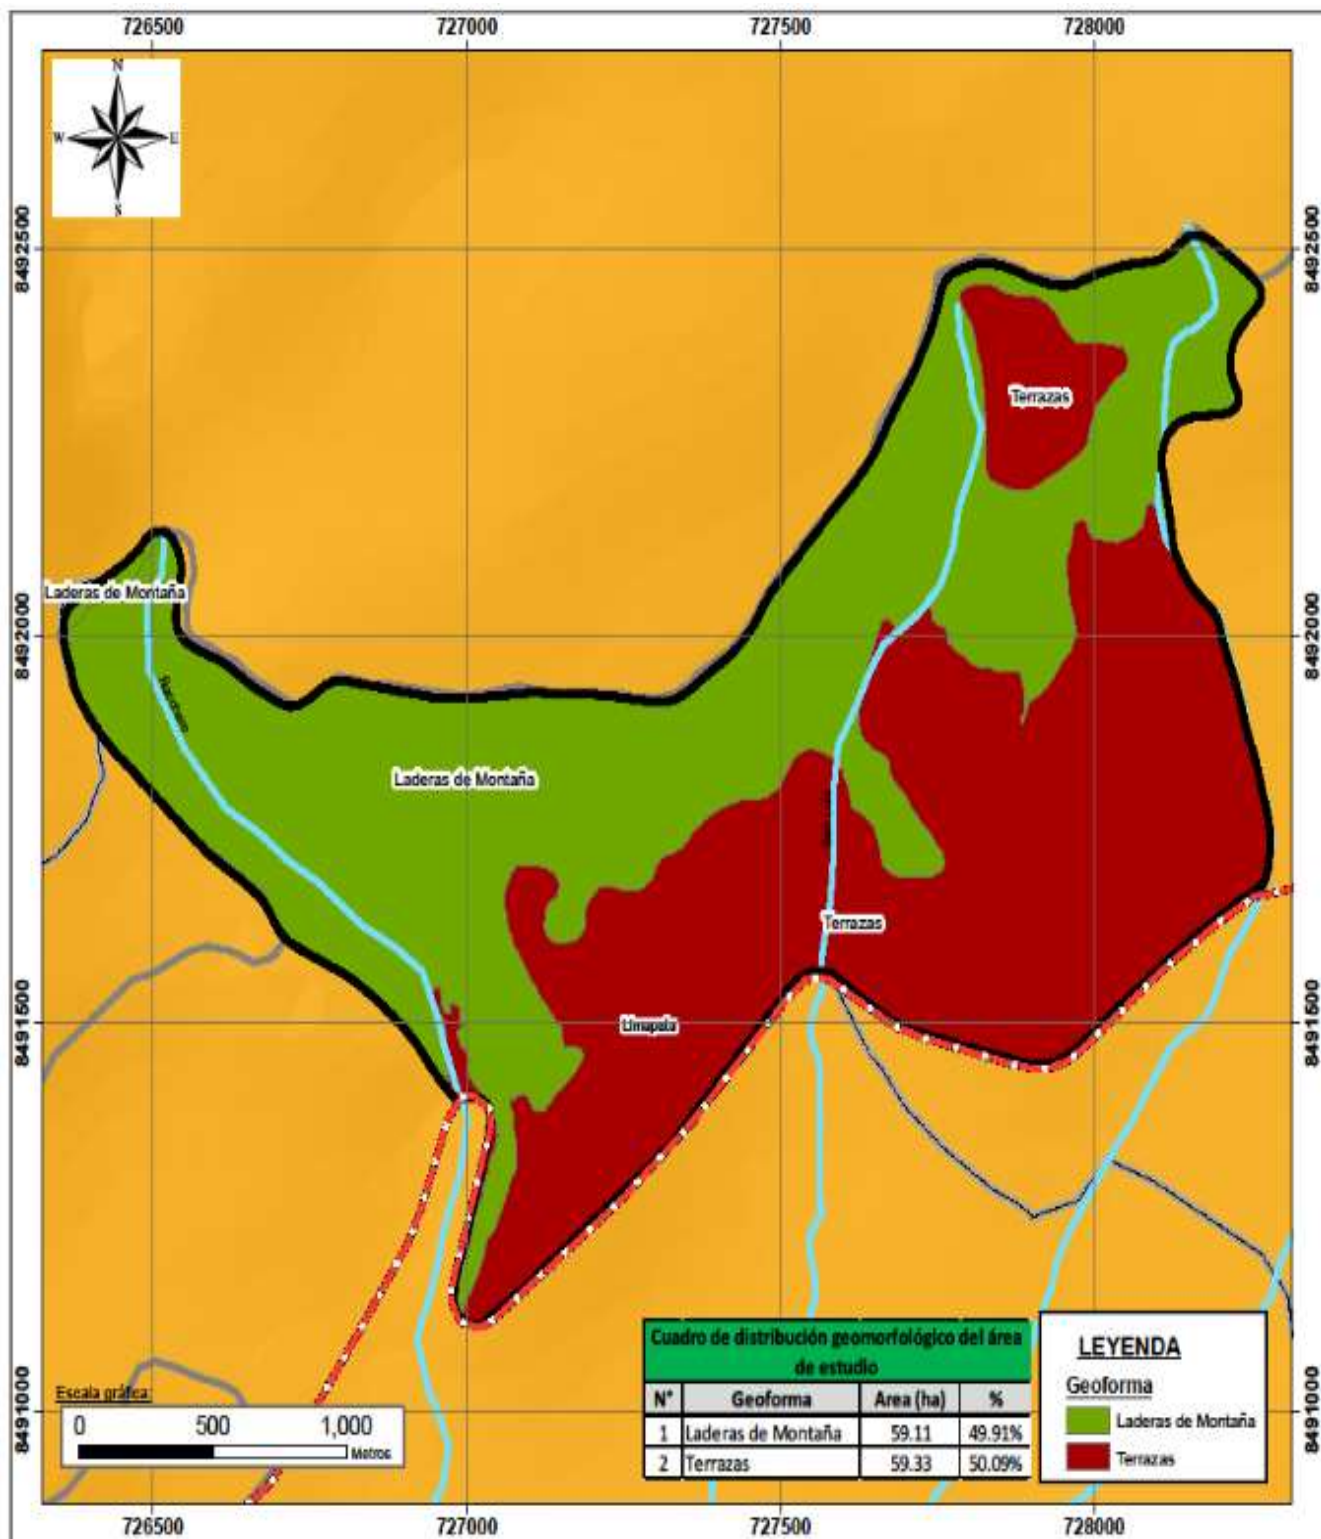 726500 727000 727500 728000
N
W E
S
8492500 8492500
Terrazas
Laderas de Montaña
8492000 8492000
Laderas de Montaña
Terrazas
Limapela
8491500 8491500
Cuadro de distribución geomorfológico del área
de estudio
N° Geoforma Area (ha) %
1 Laderas de Montaña 59.11 49.91%
2 Terrazas 59.33 50.09%
LEYENDA
Geoforma
Laderas de Montaña
Terrazas
8491000 8491000
Escala gráfica:
0 500 1,000
Metros
726500 727000 727500 728000